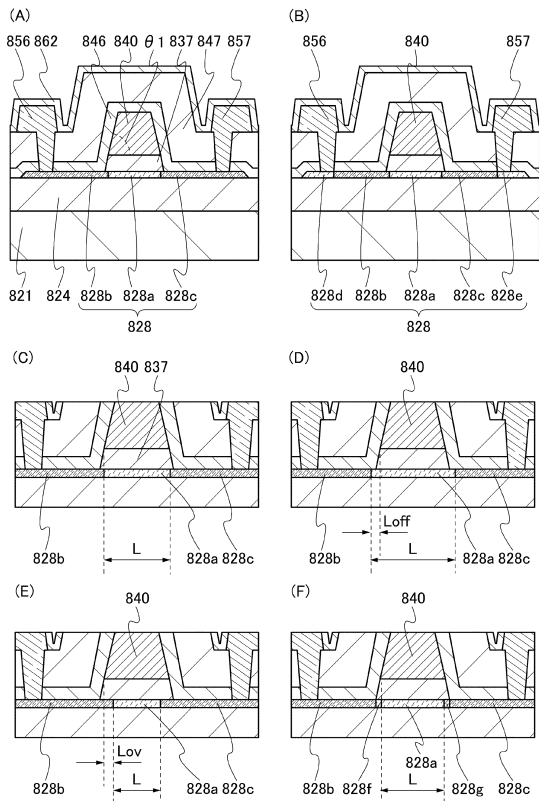 (A)
846 840 θ1 837
856 862 847 857
821 824 828b 828a 828c
828
(B)
856 840 857
828d 828b 828a 828c 828e
828
(C)
840 837
828b L 828a 828c
(D)
840
Loff
828b L 828a 828c
(E)
840
Lov
828b L 828a 828c
(F)
840
828a
828b 828f L 828g 828c